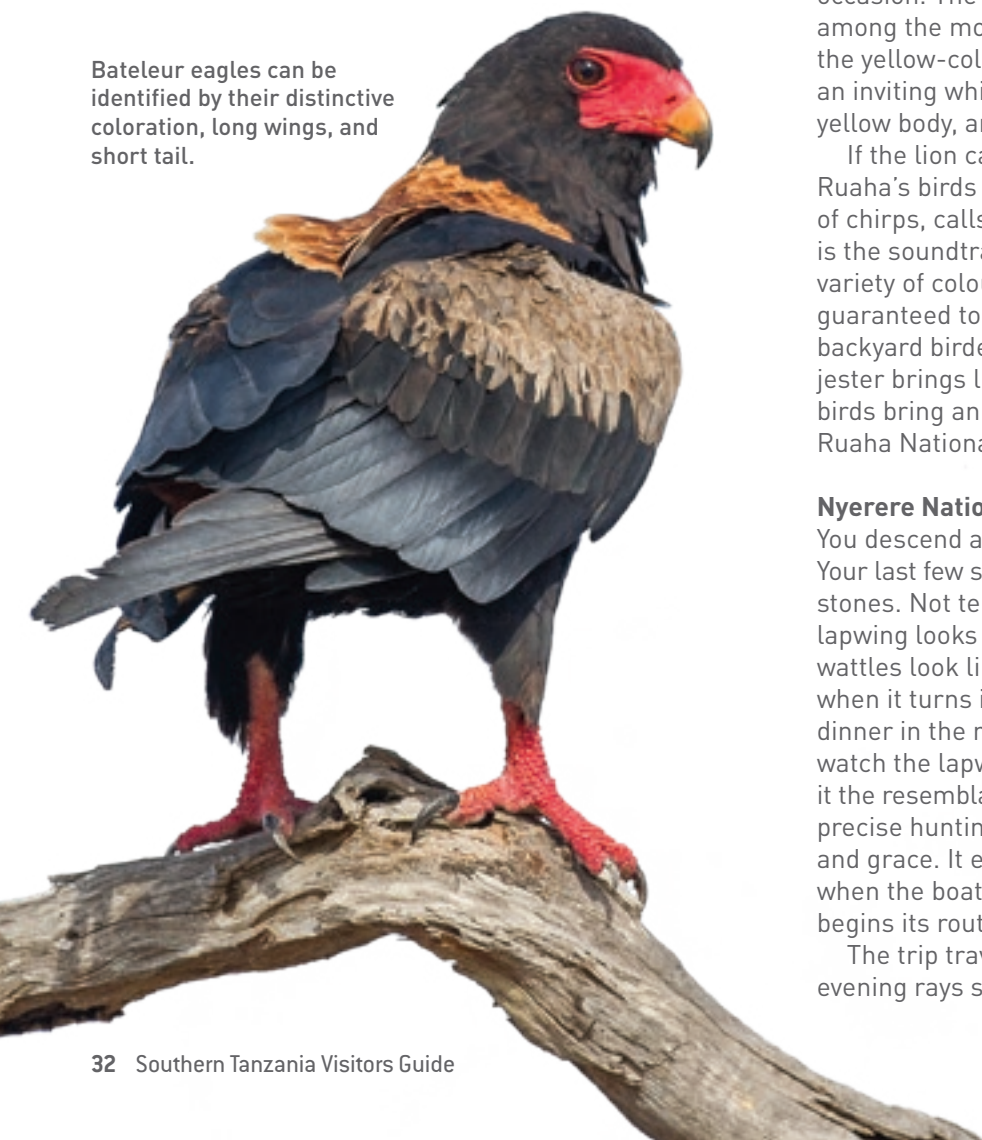 Bateleur eagles can be
identified by their distinctive
coloration, long wings, and
short tail.
occasion. The
among the mo
the yellow-col
an inviting whi
yellow body, a
If the lion ca
Ruaha’s birds
of chirps, calls
is the soundtra
variety of colou
guaranteed to
backyard birde
jester brings l
birds bring an
Ruaha Nationa
Nyerere Natio
You descend a
Your last few s
stones. Not te
lapwing looks
wattles look li
when it turns i
dinner in the r
watch the lapw
it the resembla
precise huntin
and grace. It e
when the boat
begins its rout
The trip trav
evening rays s
32 Southern Tanzania Visitors Guide